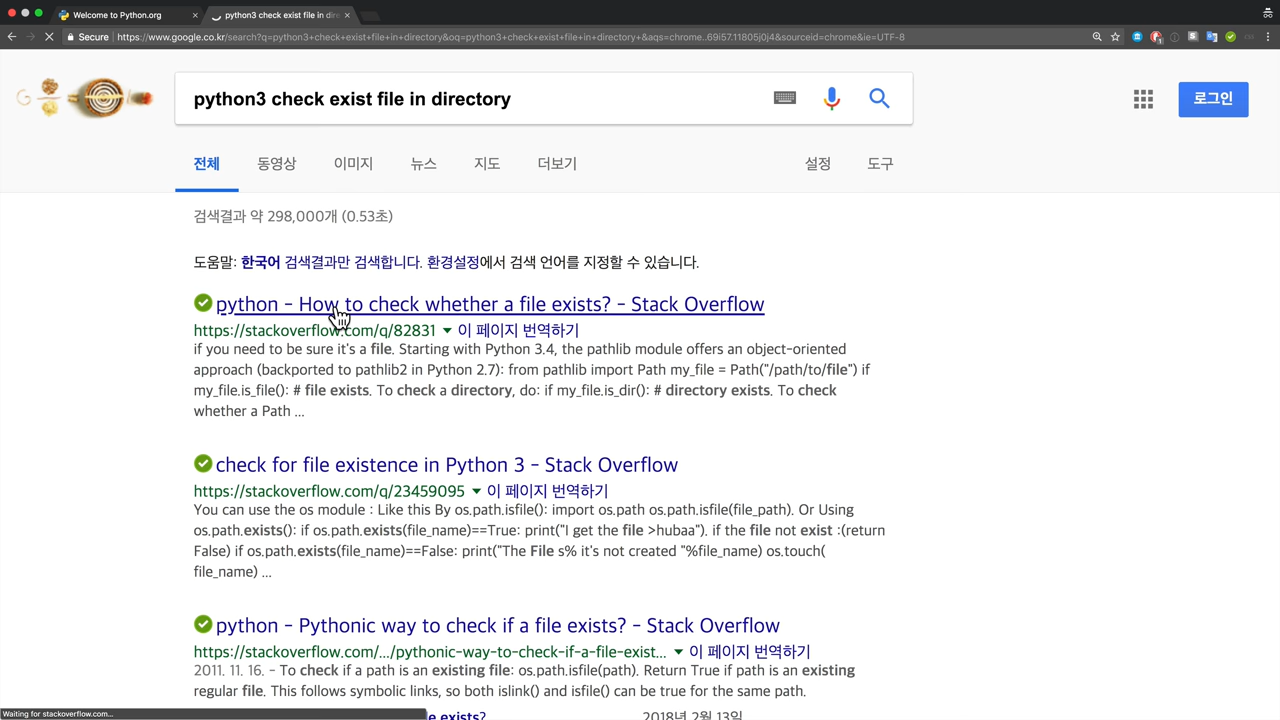 Welcome to Python.org
python3 check exist file in dire
Secure
https://www.google.co.kr/search?q=python3+check+exist+file+in+directory&oq=python3+check+exist+file+in+directory+&aqs=chrome..69i57.11805j0j4&sourceid=chrome&ie=UTF-8
python3 check exist file in directory
로그인
전체 동영상 이미지 뉴스 지도 더보기 설정 도구
검색결과 약 298,000개 (0.53초)
도움말: 한국어 검색결과만 검색합니다. 환경설정에서 검색 언어를 지정할 수 있습니다.
python - How to check whether a file exists? - Stack Overflow
https://stackoverflow.com/q/82831 이 페이지 번역하기
if you need to be sure it's a file. Starting with Python 3.4, the pathlib module offers an object-oriented
approach (backported to pathlib2 in Python 2.7): from pathlib import Path my_file = Path("/path/to/file") if
my_file.is_file(): # file exists. To check a directory, do: if my_file.is_dir(): # directory exists. To check
whether a Path ...
check for file existence in Python 3 - Stack Overflow
https://stackoverflow.com/q/23459095 이 페이지 번역하기
You can use the os module : Like this By os.path.isfile(): import os.path os.path.isfile(file_path). Or Using
os.path.exists(): if os.path.exists(file_name)==True: print("I get the file >hubaa"). if the file not exist :(return
False) if os.path.exists(file_name)==False: print("The File s% it's not created "%file_name) os.touch(
file_name) ...
python - Pythonic way to check if a file exists? - Stack Overflow
https://stackoverflow.com/.../pythonic-way-to-check-if-a-file-exist... 이 페이지 번역하기
2011. 11. 16. - To check if a path is an existing file: os.path.isfile(path). Return True if path is an existing
regular file. This follows symbolic links, so both islink() and isfile() can be true for the same path.
Waiting for stackoverflow.com...
e exists? 2018년 2월 13일